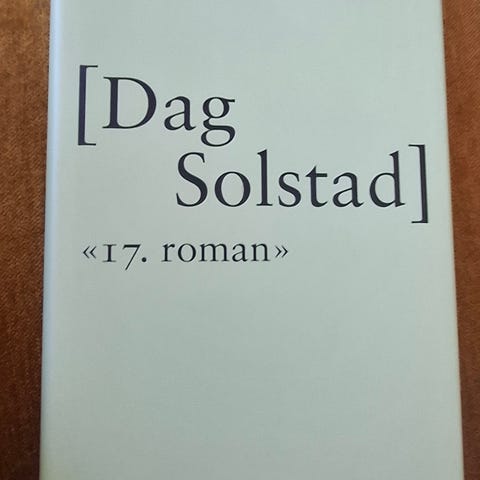 [Dag
Solstad]
«17. roman»